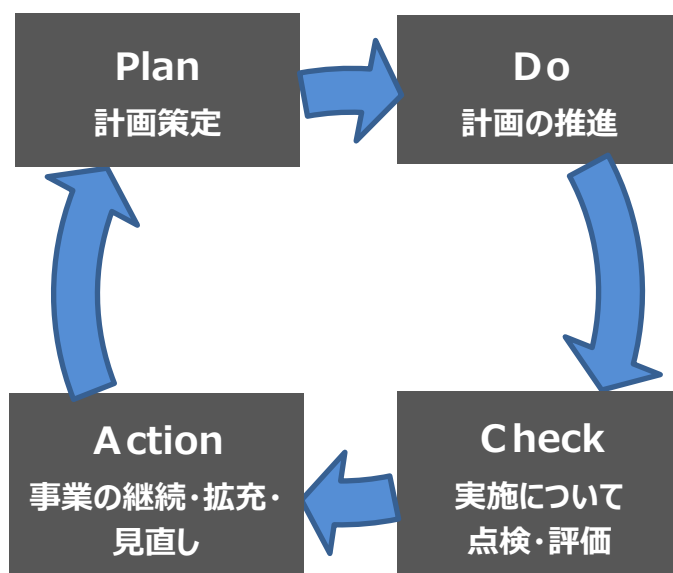 Plan
計画策定
Do
計画の推進
Action
事業の継続・拡充・
見直し
Check
実施について
点検・評価